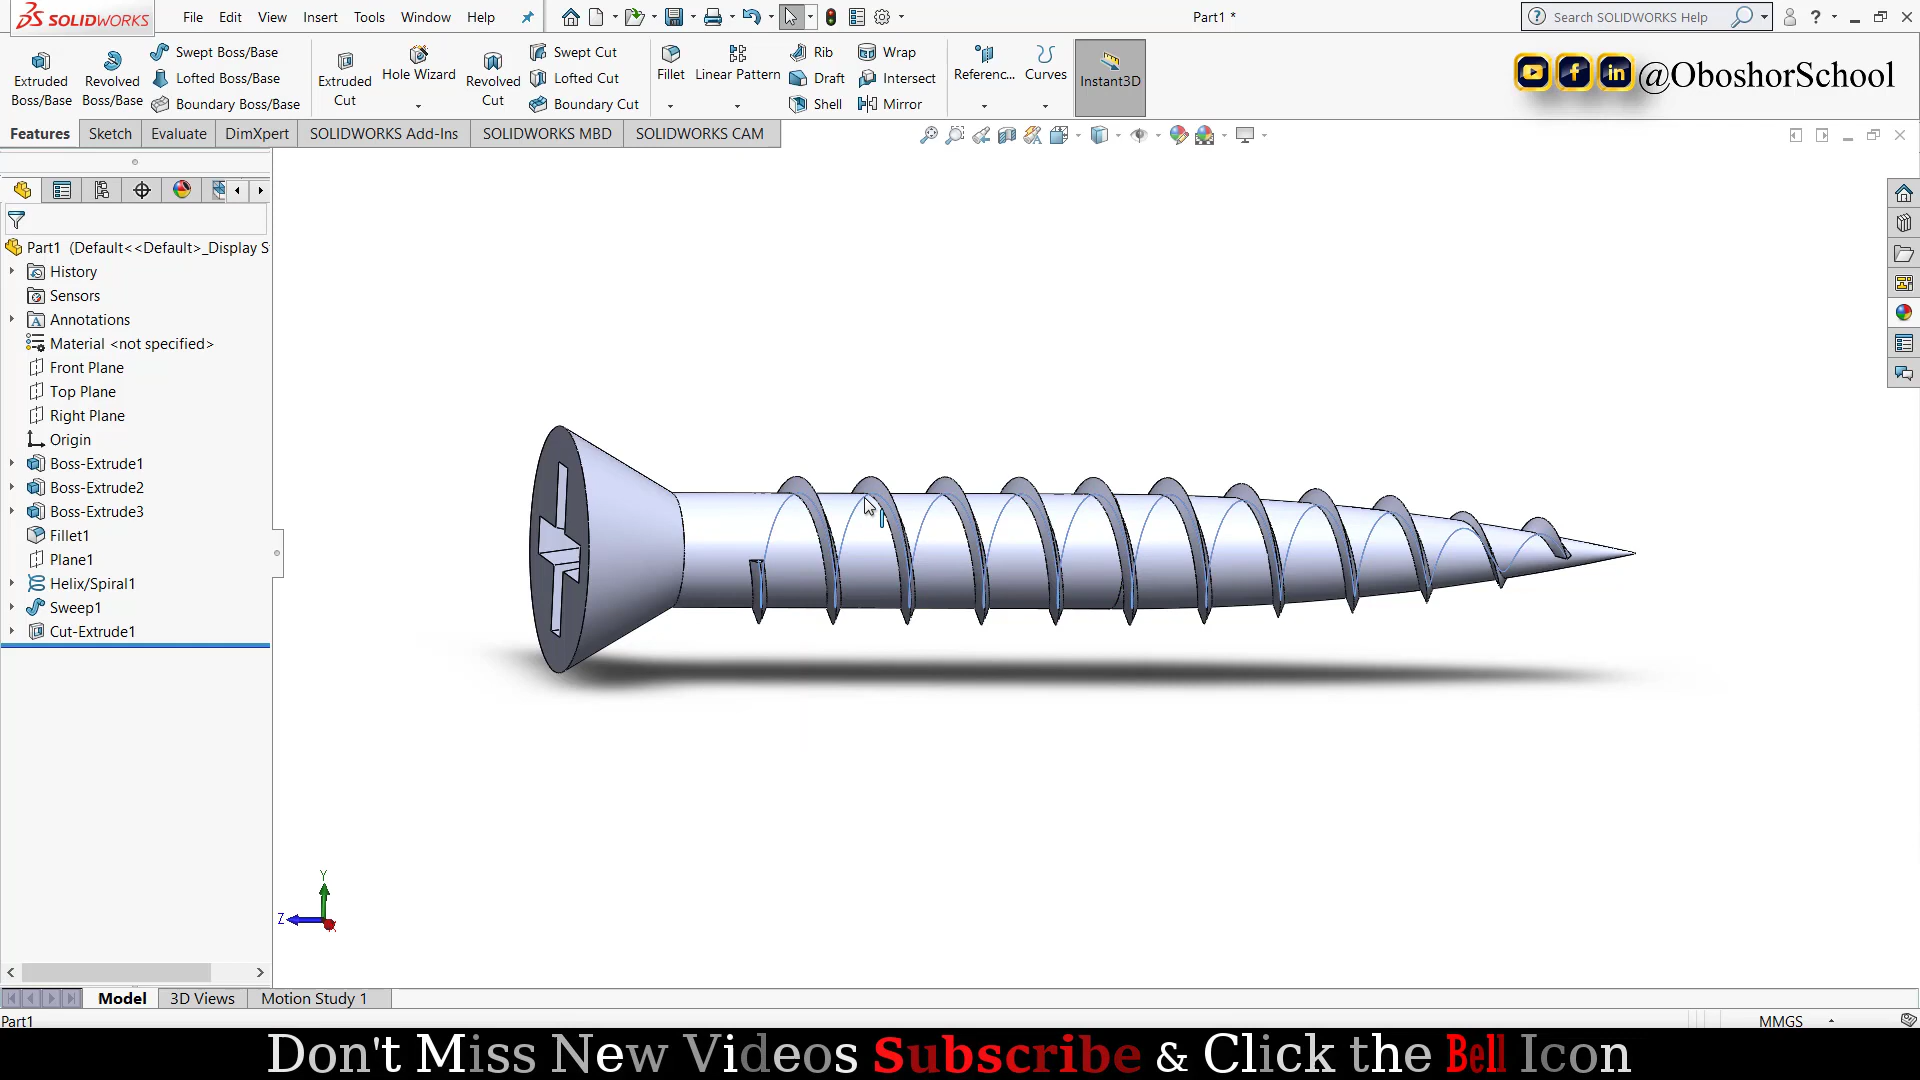 SOLIDWORKS File Edit View Insert Tools Window Help Part1 * Search SOLIDWORKS Help ?
Extruded Boss/Base
Revolved Boss/Base
Swept Boss/Base
Lofted Boss/Base
Boundary Boss/Base
Extruded Cut
Hole Wizard
Revolved Cut
Swept Cut
Lofted Cut
Boundary Cut
Fillet
Linear Pattern
Rib
Draft
Shell
Wrap
Intersect
Mirror
Referenc...
Curves
Instant3D
@OboshorSchool
Features Sketch Evaluate DimXpert SOLIDWORKS Add-Ins SOLIDWORKS MBD SOLIDWORKS CAM
Part1 (Default<<Default>_Display S
History
Sensors
Annotations
Material <not specified>
Front Plane
Top Plane
Right Plane
Origin
Boss-Extrude1
Boss-Extrude2
Boss-Extrude3
Fillet1
Plane1
Helix/Spiral1
Sweep1
Cut-Extrude1
Y
Z
Model 3D Views Motion Study 1
Part1 MMGS
Don't Miss New Videos Subscribe & Click the Bell Icon